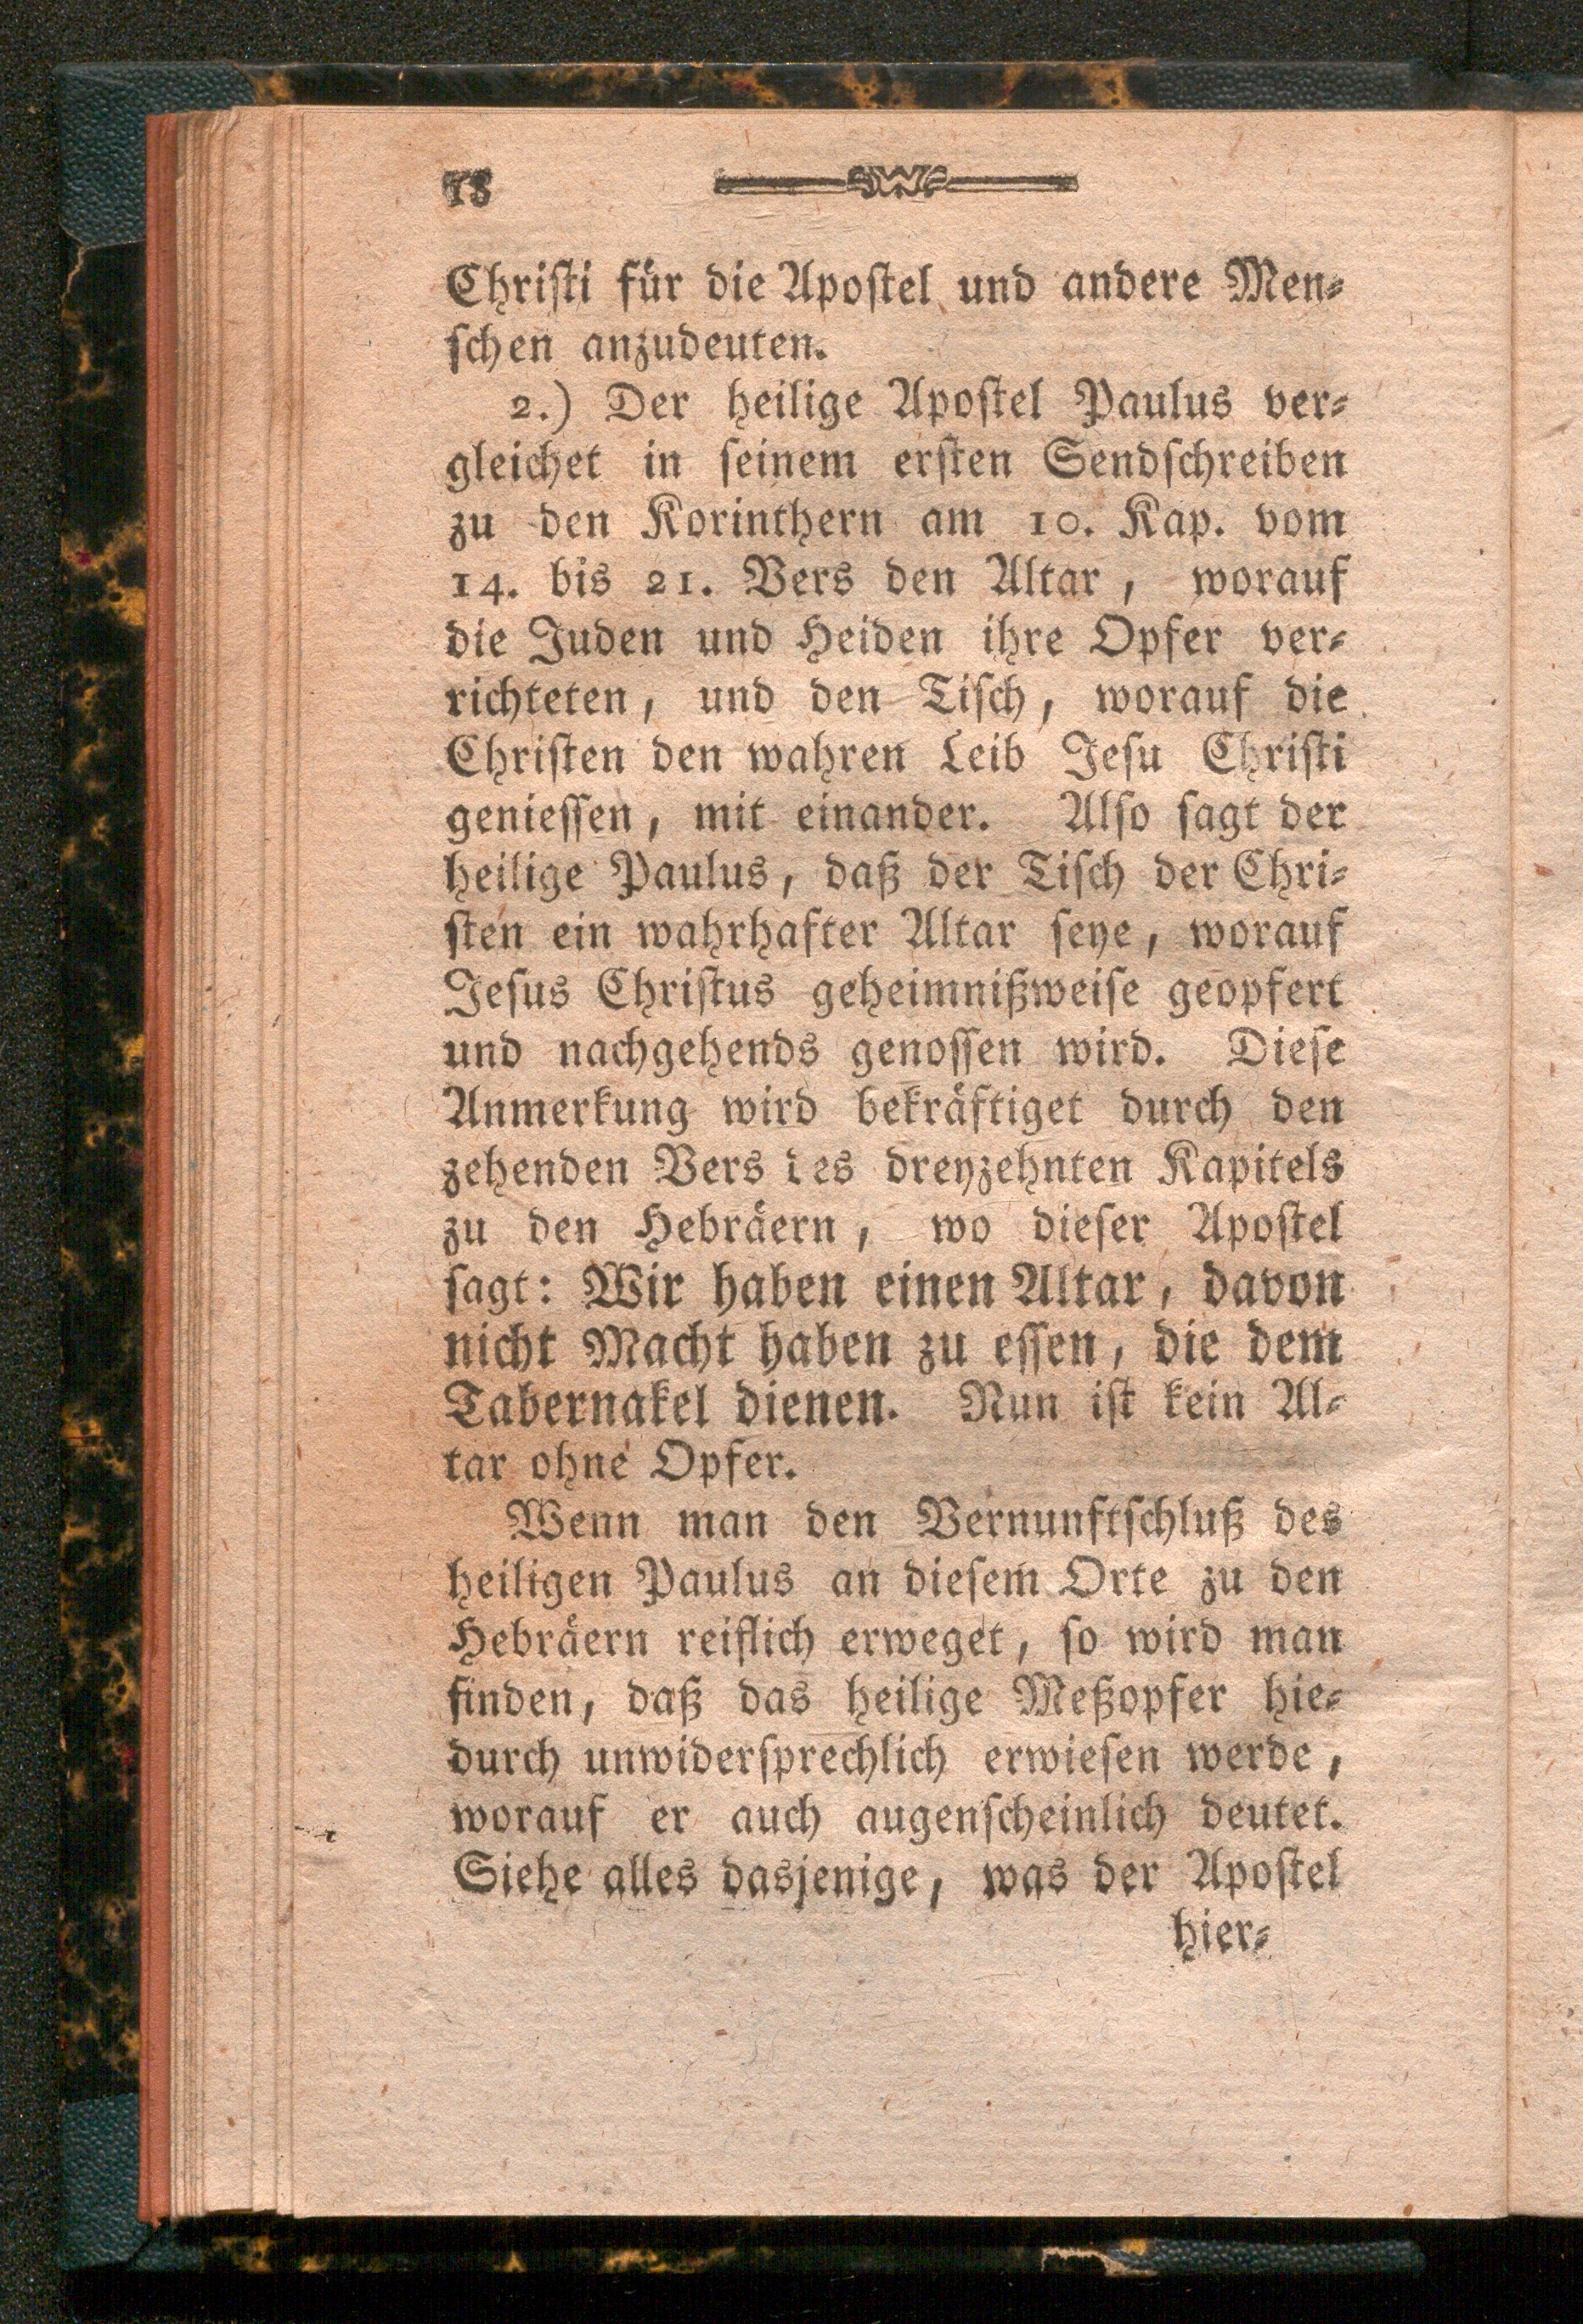 18
Chriſti für die Apoſtel und andere Men⸗
ſchen anzudeuten.
2.) Der heilige Apoſtel Paulus ver⸗
gleichet in ſeinem erſten Sendſchreiben
zu den Korinthern am 10. Kap. vom
14. bis 21. Vers den Altar, worauf
die Juden und Heiden ihre Opfer ver⸗
richteten, und den Tiſch, worauf die
Chriſten den wahren Leib Jeſu Chriſti
genieſſen, mit einander. Alſo ſagt der
heilige Paulus, daß der Tiſch der Chri⸗
ſten ein wahrhafter Altar ſeye, worauf
Jeſus Chriſtus geheimnißweiſe geopfert
und nachgehends genoſſen wird. Dieſe
Anmerkung wird bekräftiget durch den
zehenden Vers des dreyzehnten Kapitels
zu den Hebräern, wo dieſer Apoſtel
ſagt: Wir haben einen Altar, davon
nicht Macht haben zu eſſen, die dem
Tabernakel dienen. Nun iſt kein Al⸗
tar ohne Opfer.
Wenn man den Vernunftſchluß des
heiligen Paulus an dieſem Orte zu den
Hebräern reiflich erweget, ſo wird man
finden, daß das heilige Meßopfer hie⸗
durch unwiderſprechlich erwieſen werde,
worauf er auch augenſcheinlich deutet.
Siehe alles dasjenige, was der Apoſtel
hier⸗